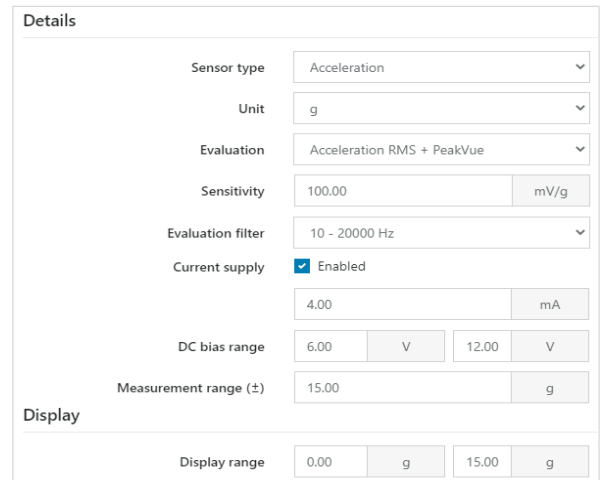 Details
Sensor type Acceleration
Unit g
Evaluation Acceleration RMS + PeakVue
Sensitivity 100.00 mV/g
Evaluation filter 10 - 20000 Hz
Current supply Enabled
4.00 mA
DC bias range 6.00 V 12.00 V
Measurement range (±) 15.00 g
Display
Display range 0.00 g 15.00 g